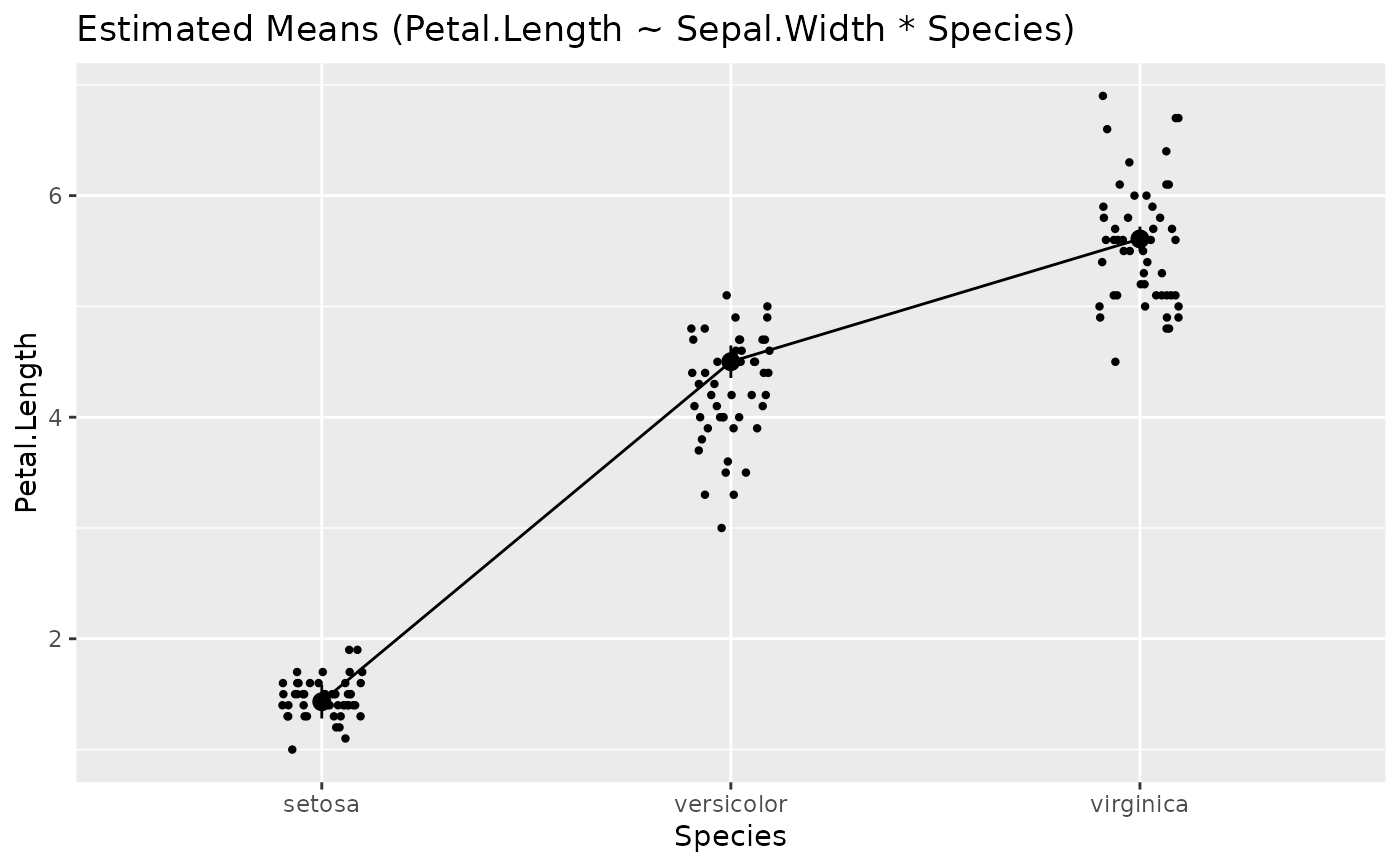 Estimated Means (Petal.Length ~ Sepal.Width * Species)
Petal.Length
6
4
2
setosa
versicolor
virginica
Species